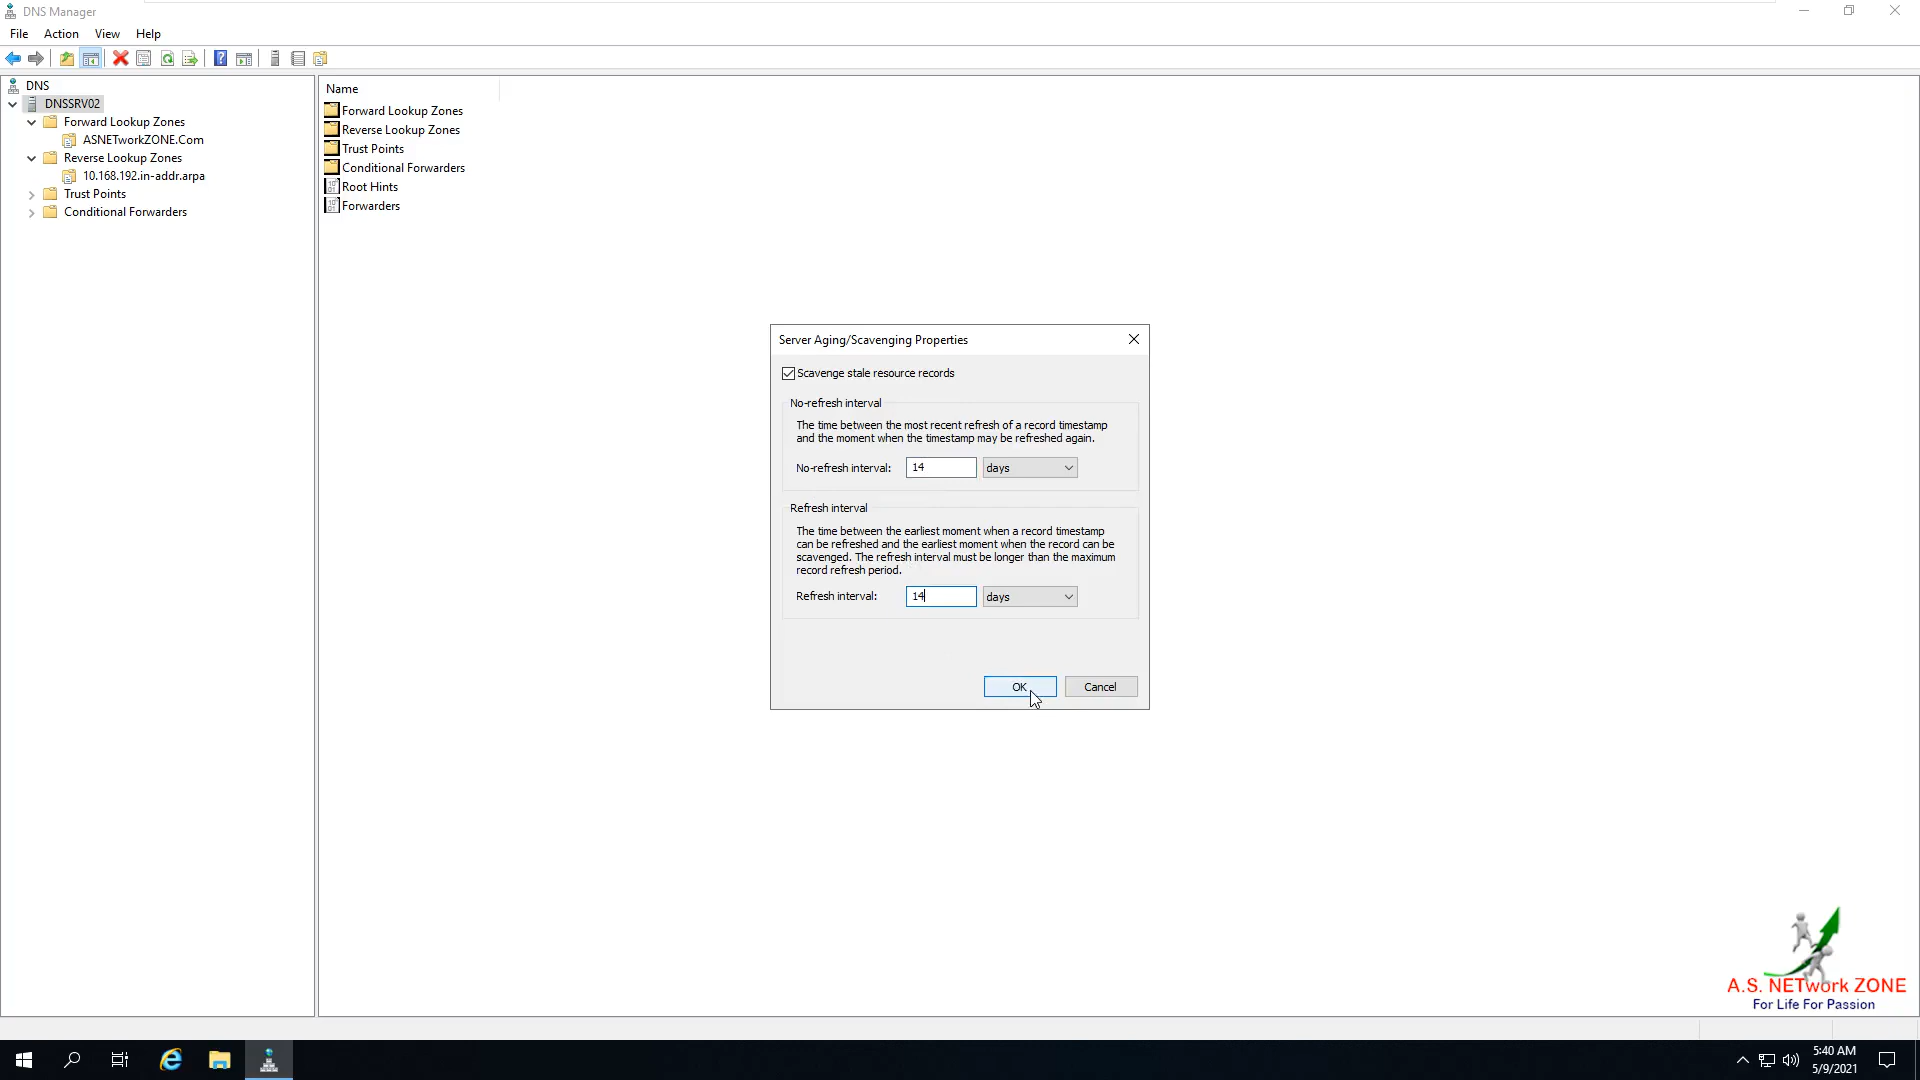 DNS Manager
File Action View Help
DNS
DNSSRV02
Forward Lookup Zones
ASNETworkZONE.Com
Reverse Lookup Zones
10.168.192.in-addr.arpa
Trust Points
Conditional Forwarders
Name
Forward Lookup Zones
Reverse Lookup Zones
Trust Points
Conditional Forwarders
Root Hints
Forwarders
Server Aging/Scavenging Properties
Scavenge stale resource records
No-refresh interval
The time between the most recent refresh of a record timestamp
and the moment when the timestamp may be refreshed again.
No-refresh interval: 14 days
Refresh interval
The time between the earliest moment when a record timestamp
can be refreshed and the earliest moment when the record can be
scavenged. The refresh interval must be longer than the maximum
record refresh period.
Refresh interval: 14 days
OK Cancel
A.S. NETwork ZONE
For Life For Passion
5:40 AM
5/9/2021